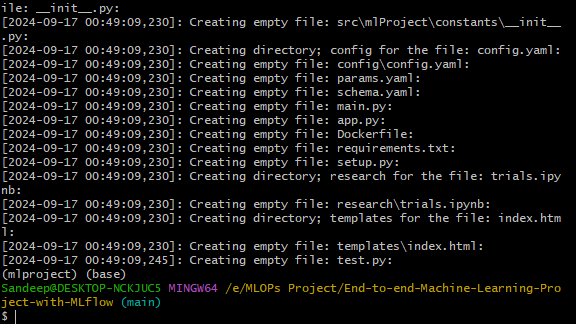 ile: __init__.py:
[2024-09-17 00:49:09,230]: Creating empty file: src\mlProject\constants\__init__
.py:
[2024-09-17 00:49:09,230]: Creating directory; config for the file: config.yaml:
[2024-09-17 00:49:09,230]: Creating empty file: config\config.yaml:
[2024-09-17 00:49:09,230]: Creating empty file: params.yaml:
[2024-09-17 00:49:09,230]: Creating empty file: schema.yaml:
[2024-09-17 00:49:09,230]: Creating empty file: main.py:
[2024-09-17 00:49:09,230]: Creating empty file: app.py:
[2024-09-17 00:49:09,230]: Creating empty file: Dockerfile:
[2024-09-17 00:49:09,230]: Creating empty file: requirements.txt:
[2024-09-17 00:49:09,230]: Creating empty file: setup.py:
[2024-09-17 00:49:09,230]: Creating directory; research for the file: trials.ipy
nb:
[2024-09-17 00:49:09,230]: Creating empty file: research\trials.ipynb:
[2024-09-17 00:49:09,230]: Creating directory; templates for the file: index.htm
l:
[2024-09-17 00:49:09,230]: Creating empty file: templates\index.html:
[2024-09-17 00:49:09,245]: Creating empty file: test.py:
(mlproject) (base)
Sandeep@DESKTOP-NCKJUC5 MINGW64 /e/MLOPs Project/End-to-end-Machine-Learning-Pro
ject-with-MLflow (main)
$